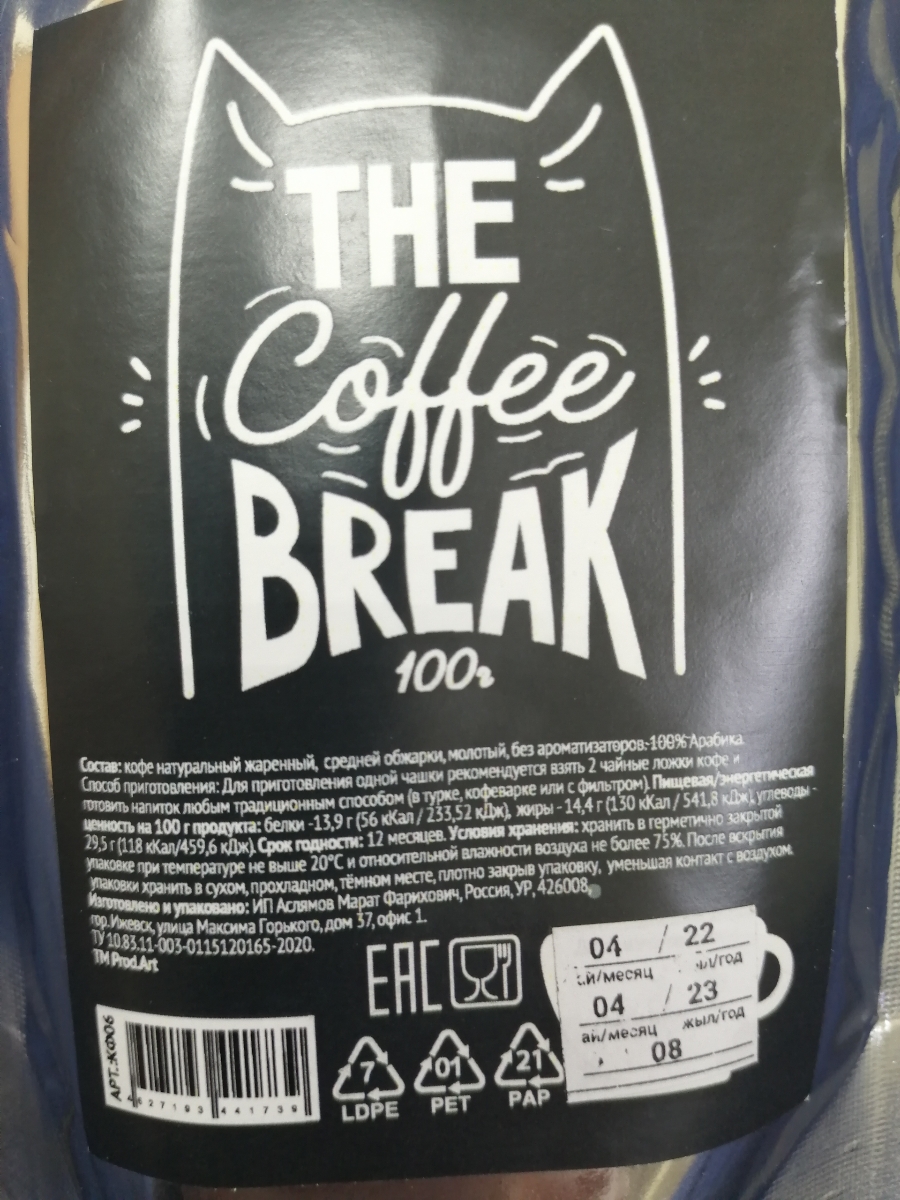 THE
Coffee
BREAK
100г
Состав: кофе натуральный жаренный, средней обжарки, молотый, без ароматизаторов-100% Арабика.
Способ приготовления: Для приготовления одной чашки рекомендуется взять 2 чайные ложки кофе и
готовить напиток любым традиционным способом (в турке, кофеварке или с фильтром). Пищевая/энергетическая
ценность на 100 г продукта: белки -13,9 г (56 кКал / 233,52 кДж), жиры - 14,4 г (130 кКал / 541,8 кДж), углеводы -
29,5 г (118 кКал/459,6 кДж). Срок годности: 12 месяцев. Условия хранения: хранить в герметично закрытой
упаковке при температуре не выше 20°С и относительной влажности воздуха не более 75%. После вскрытия
упаковки хранить в сухом, прохладном, тёмном месте, плотно закрыв упаковку, уменьшая контакт с воздухом.
Изготовлено и упаковано: ИП Аслямов Марат Фарихович, Россия, УР, 426008,
гор. Ижевск, улица Максима Горького, дом 37, офис 1.
ТУ 10.83.11-003-0115120165-2020.
ТМ Prod.Art
EAC
04 / 22
ай/месяц жыл/год
04 / 23
ай/месяц жыл/год
08
АРТ.:КФ06
4627193441739
7 01 21
LDPE PET PAP